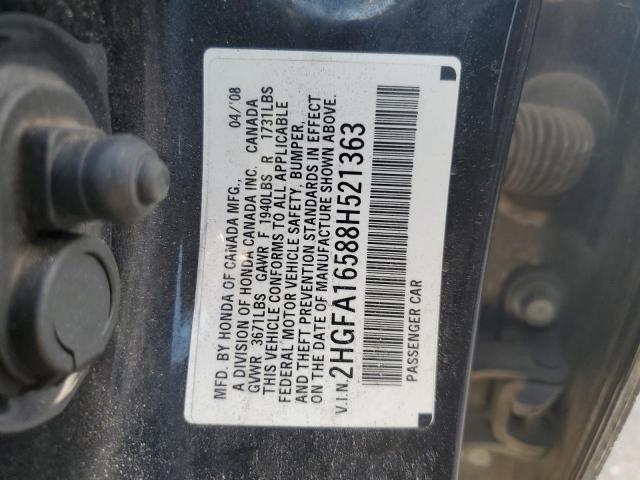 MFD. BY HONDA OF CANADA MFG., 04/'08
A DIVISION OF HONDA CANADA INC. CANADA
GVWR 3671LBS GAWR F 1940LBS R 1731LBS
THIS VEHICLE CONFORMS TO ALL APPLICABLE
FEDERAL MOTOR VEHICLE SAFETY, BUMPER,
AND THEFT PREVENTION STANDARDS IN EFFECT
ON THE DATE OF MANUFACTURE SHOWN ABOVE.
V.I.N. 2HGFA16588H521363
PASSENGER CAR